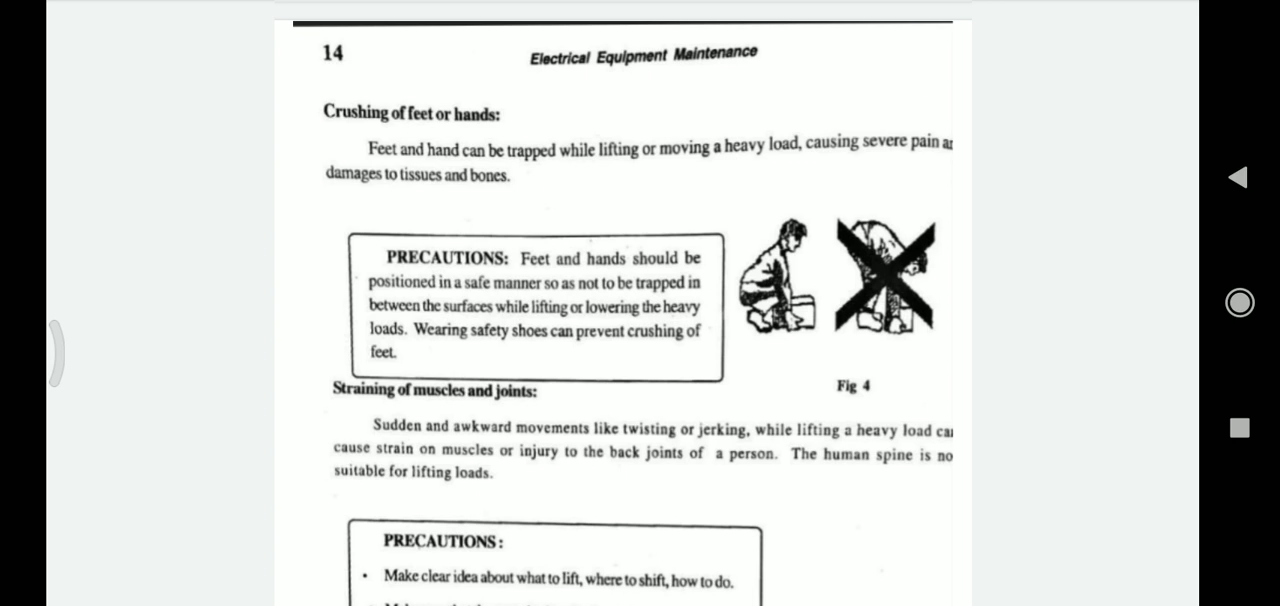 14
Electrical Equipment Maintenance
Crushing of feet or hands:
Feet and hand can be trapped while lifting or moving a heavy load, causing severe pain
damages to tissues and bones.
PRECAUTIONS: Feet and hands should be
positioned in a safe manner so as not to be trapped in
between the surfaces while lifting or lowering the heavy
loads. Wearing safety shoes can prevent crushing of
feet.
Fig 4
Straining of muscles and joints:
Sudden and awkward movements like twisting or jerking, while lifting a heavy load
cause strain on muscles or injury to the back joints of a person. The human spine is no
suitable for lifting loads.
PRECAUTIONS:
• Make clear idea about what to lift, where to shift, how to do.